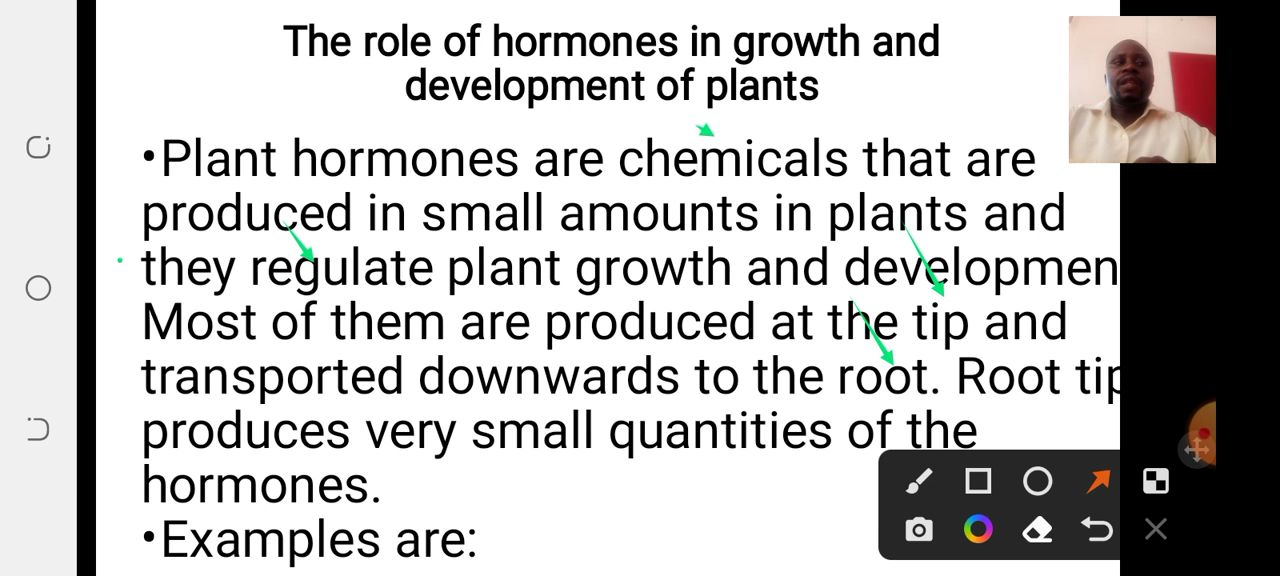 The role of hormones in growth and
development of plants
•Plant hormones are chemicals that are
produced in small amounts in plants and
they regulate plant growth and developmen
Most of them are produced at the tip and
transported downwards to the root. Root tip
produces very small quantities of the
hormones.
•Examples are: